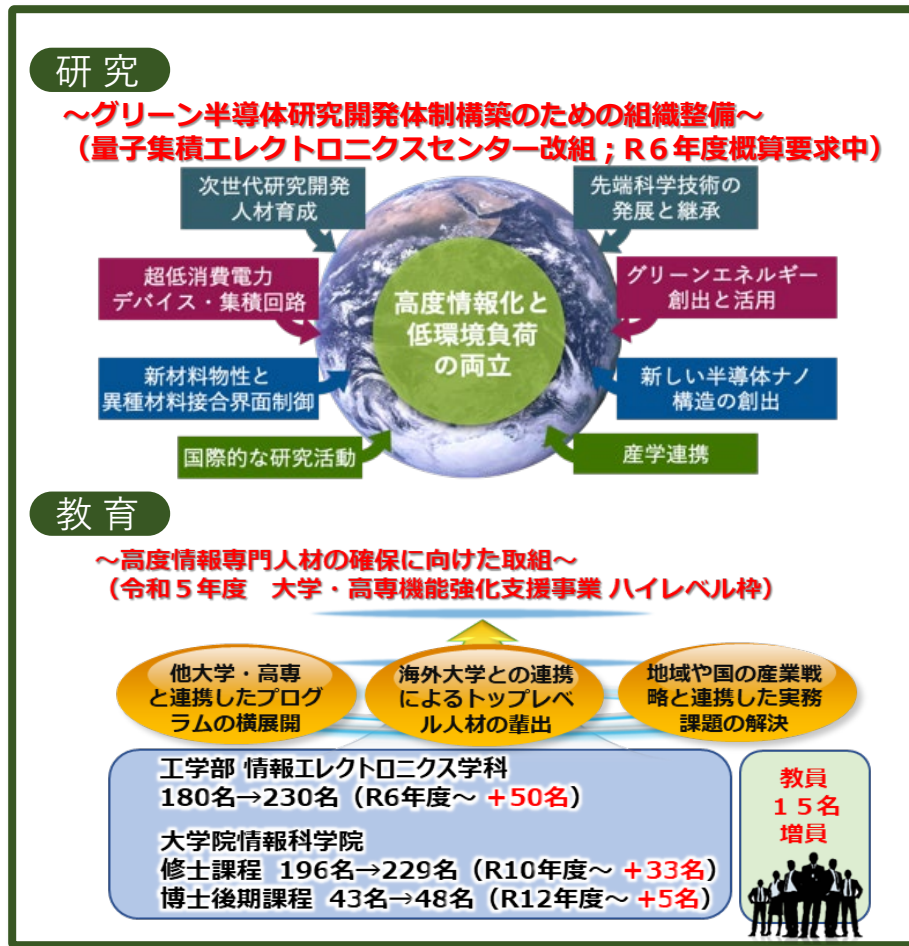 研 究
～グリーン半導体研究開発体制構築のための組織整備～
（量子集積エレクトロニクスセンター改組；R６年度概算要求中）
次世代研究開発
人材育成
先端科学技術の
発展と継承
超低消費電力
デバイス・集積回路
グリーンエネルギー
創出と活用
高度情報化と
低環境負荷
の両立
新材料物性と
異種材料接合界面制御
新しい半導体ナノ
構造の創出
国際的な研究活動
産学連携
教 育
～高度情報専門人材の確保に向けた取組～
（令和５年度　大学・高専機能強化支援事業 ハイレベル枠）
他大学・高専
と連携したプログ
ラムの横展開
海外大学との連携
によるトップレベ
ル人材の輩出
地域や国の産業戦
略と連携した実務
課題の解決
工学部 情報エレクトロニクス学科
180名→230名（R6年度～ +50名）
大学院情報科学院
修士課程 196名→229名（R10年度～ +33名）
博士後期課程 43名→48名（R12年度～ +5名）
教員
１５名
増員